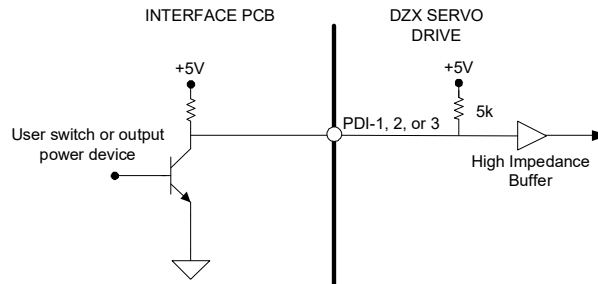 INTERFACE PCB
DZX SERVO
DRIVE
+5V
+5V
PDI-1, 2, or 3
5k
User switch or output
power device
High Impedance
Buffer